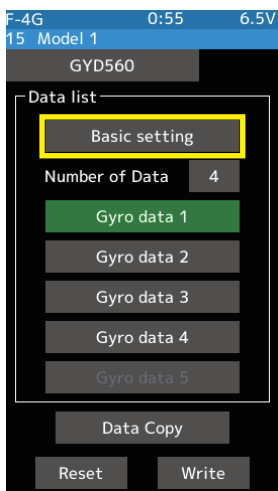 F-4G 0:55 6.5V
15 Model 1
GYD560
Data list
Basic setting
Number of Data 4
Gyro data 1
Gyro data 2
Gyro data 3
Gyro data 4
Gyro data 5
Data Copy
Reset Write